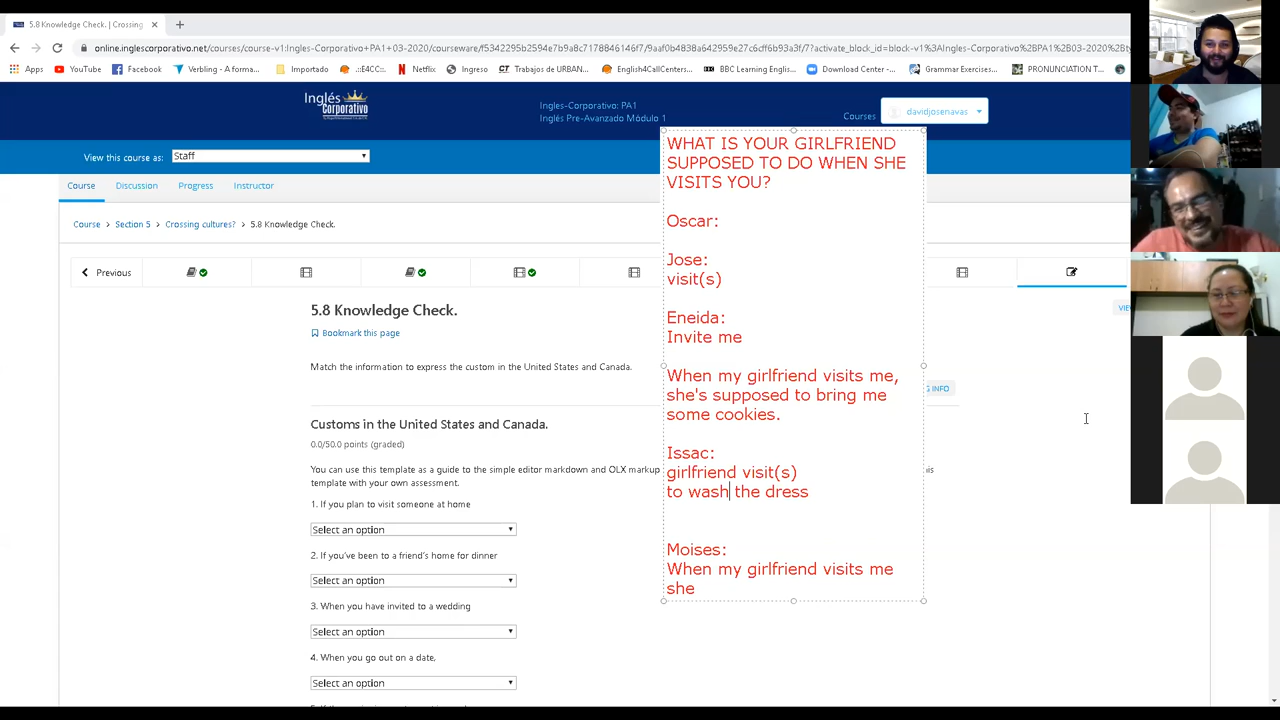 5.8 Knowledge Check. | Crossing
online.inglescorporativo.net/courses/course-v1:Ingles-Corporativo+PA1+03-2020/courseware/
Apps
YouTube
Facebook
Verbling - A forma...
Importante
.::E4CC::.
Netflix
Ingreso
Trabajos de URBAN...
English4CallCenters...
BBC Learning Englis...
Download Center -...
Grammar Exercises...
PRONUNCIATION T...
Inglés
Corporativo
Ingles-Corporativo: PA1
Inglés Pre-Avanzado Módulo 1
Courses
davidjosenavas
View this course as:
Staff
Course
Discussion
Progress
Instructor
Course
Section 5
Crossing cultures?
5.8 Knowledge Check.
Previous
5.8 Knowledge Check.
VIE
Bookmark this page
Match the information to express the custom in the United States and Canada.
G INFO
Customs in the United States and Canada.
0.0/50.0 points (graded)
You can use this template as a guide to the simple editor markdown and OLX markup
this
template with your own assessment.
1. If you plan to visit someone at home
Select an option
2. If you've been to a friend's home for dinner
Select an option
3. When you have invited to a wedding
Select an option
4. When you go out on a date,
Select an option
WHAT IS YOUR GIRLFRIEND
SUPPOSED TO DO WHEN SHE
VISITS YOU?
Oscar:
Jose:
visit(s)
Eneida:
Invite me
When my girlfriend visits me,
she's supposed to bring me
some cookies.
Issac:
girlfriend visit(s)
to wash the dress
Moises:
When my girlfriend visits me
she